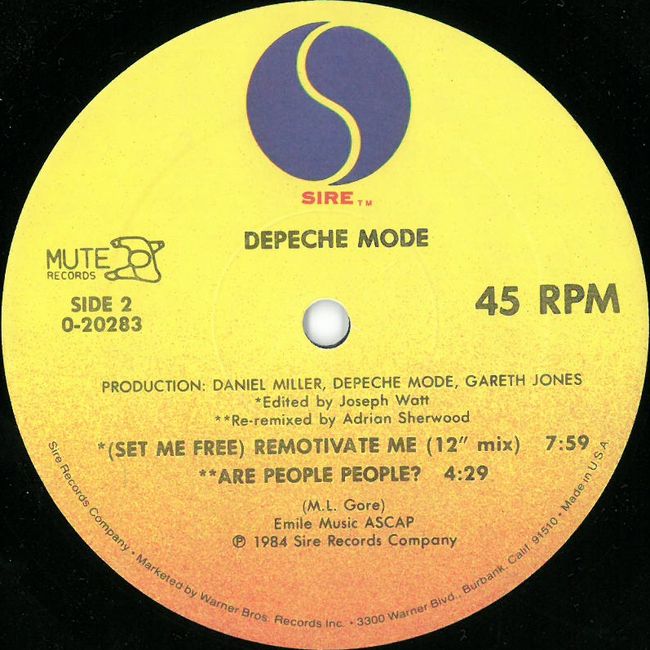 SIRE™
DEPECHE MODE
MUTE
RECORDS
SIDE 2
0-20283
45 RPM
PRODUCTION: DANIEL MILLER, DEPECHE MODE, GARETH JONES
*Edited by Joseph Watt
**Re-remixed by Adrian Sherwood
*(SET ME FREE) REMOTIVATE ME (12" mix) 7:59
**ARE PEOPLE PEOPLE? 4:29
(M.L. Gore)
Emile Music ASCAP
℗ 1984 Sire Records Company
Sire Records Company • Marketed by Warner Bros. Records Inc. • 3300 Warner Blvd., Burbank, Calif. 91510 • Made in U.S.A.